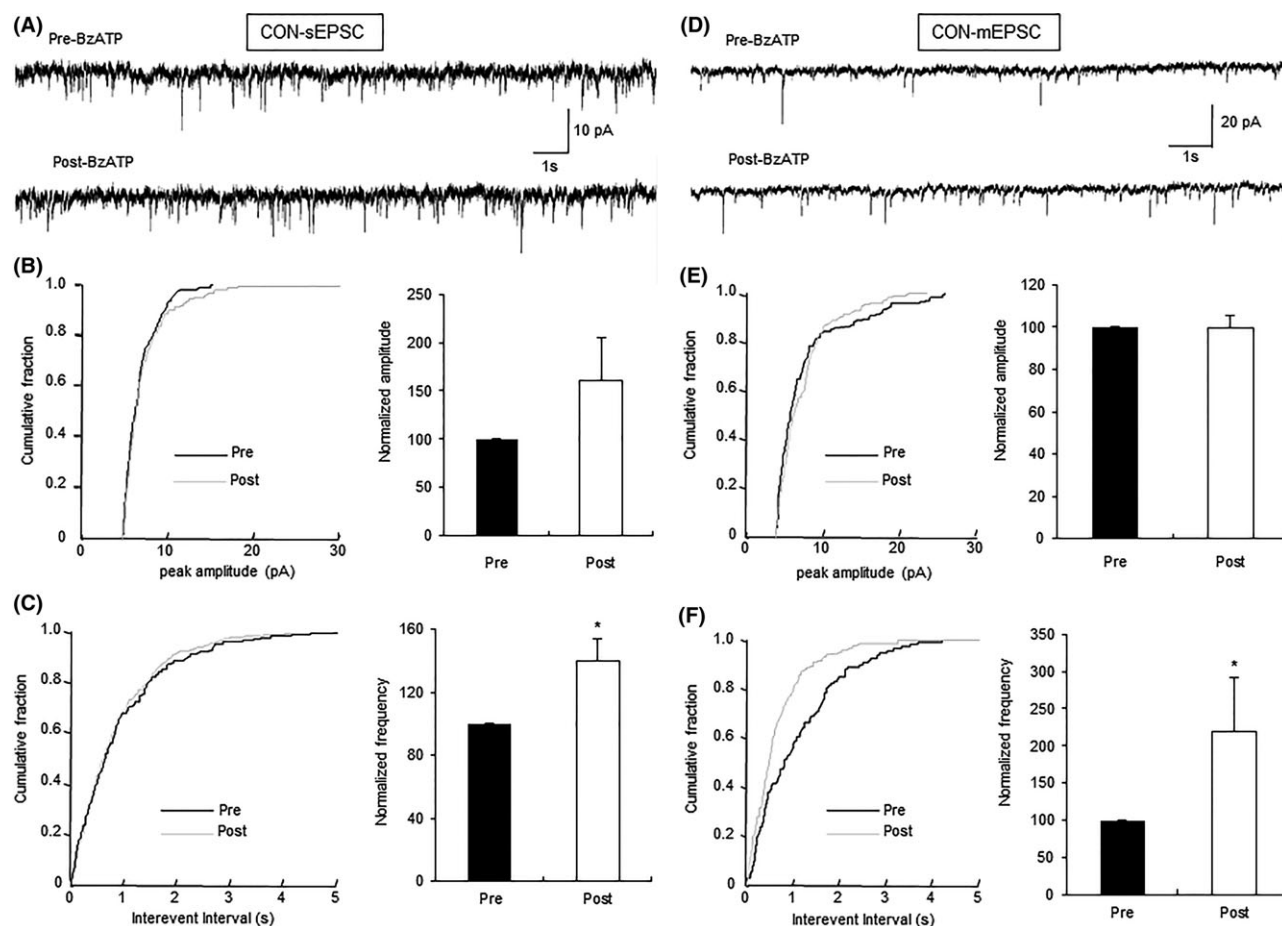 (A)
CON-sEPSC
Pre-BzATP
10 pA
1s
Post-BzATP
(B)
1.0
0.8
0.6
0.4
0.2
0
Cumulative fraction
Pre
Post
0 10 20 30
peak amplitude (pA)
250
200
150
100
50
0
Normalized amplitude
Pre Post
(C)
1.0
0.8
0.6
0.4
0.2
0
Cumulative fraction
Pre
Post
0 1 2 3 4 5
Interevent Interval (s)
160
120
80
40
0
Normalized frequency
*
Pre Post
(D)
CON-mEPSC
Pre-BzATP
20 pA
1s
Post-BzATP
(E)
1.0
0.8
0.6
0.4
0.2
0
Cumulative fraction
Pre
Post
0 10 20 30
peak amplitude (pA)
120
100
80
60
40
20
0
Normalized amplitude
Pre Post
(F)
1.0
0.8
0.6
0.4
0.2
0
Cumulative fraction
Pre
Post
0 1 2 3 4 5
Interevent Interval (s)
350
300
250
200
150
100
50
0
Normalized frequency
*
Pre Post